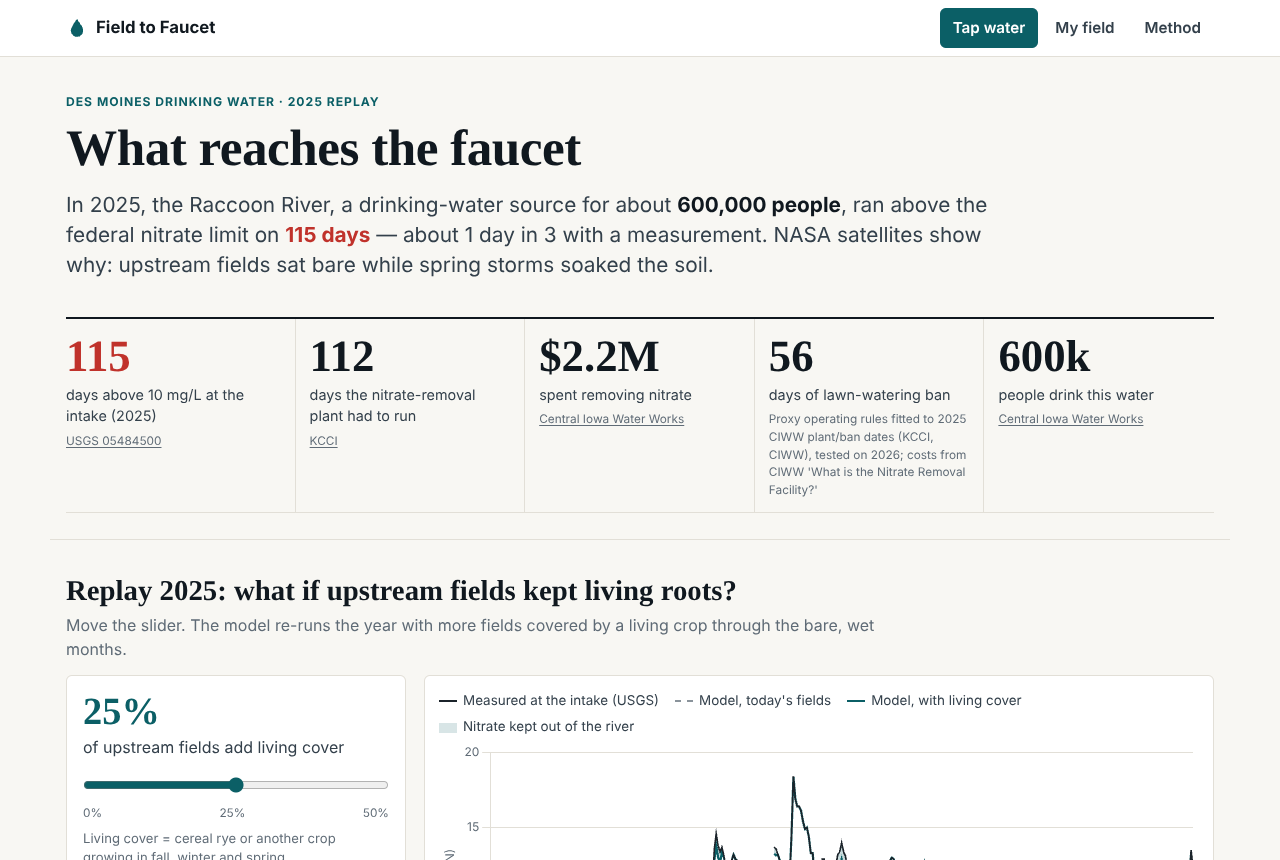 Field to Faucet
Tap water
My field
Method
DES MOINES DRINKING WATER · 2025 REPLAY
What reaches the faucet
In 2025, the Raccoon River, a drinking-water source for about 600,000 people, ran above the
federal nitrate limit on 115 days — about 1 day in 3 with a measurement. NASA satellites show
why: upstream fields sat bare while spring storms soaked the soil.
115
days above 10 mg/L at the
intake (2025)
USGS 05484500
112
days the nitrate-removal
plant had to run
KCCI
$2.2M
spent removing nitrate
Central Iowa Water Works
56
days of lawn-watering ban
Proxy operating rules fitted to 2025
CIWW plant/ban dates (KCCI,
CIWW), tested on 2026; costs from
CIWW 'What is the Nitrate Removal
Facility?'
600k
people drink this water
Central Iowa Water Works
Replay 2025: what if upstream fields kept living roots?
Move the slider. The model re-runs the year with more fields covered by a living crop through the bare, wet
months.
25%
of upstream fields add living cover
0%
25%
50%
Living cover = cereal rye or another crop
growing in fall, winter and spring
Measured at the intake (USGS)
Model, today's fields
Model, with living cover
Nitrate kept out of the river
20
15